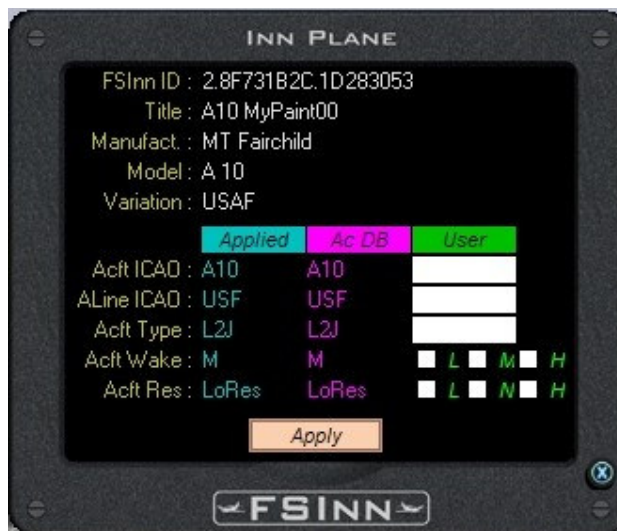 INN PLANE
FSInn ID : 2.8F731B2C.1D283053
Title : A10 MyPaint00
Manufact. : MT Fairchild
Model : A 10
Variation : USAF
Applied Ac DB User
Acft ICAO : A10 A10
ALine ICAO : USF USF
Acft Type : L2J L2J
Acft Wake : M M L M H
Acft Res : LoRes LoRes L N H
Apply
X
FSINN